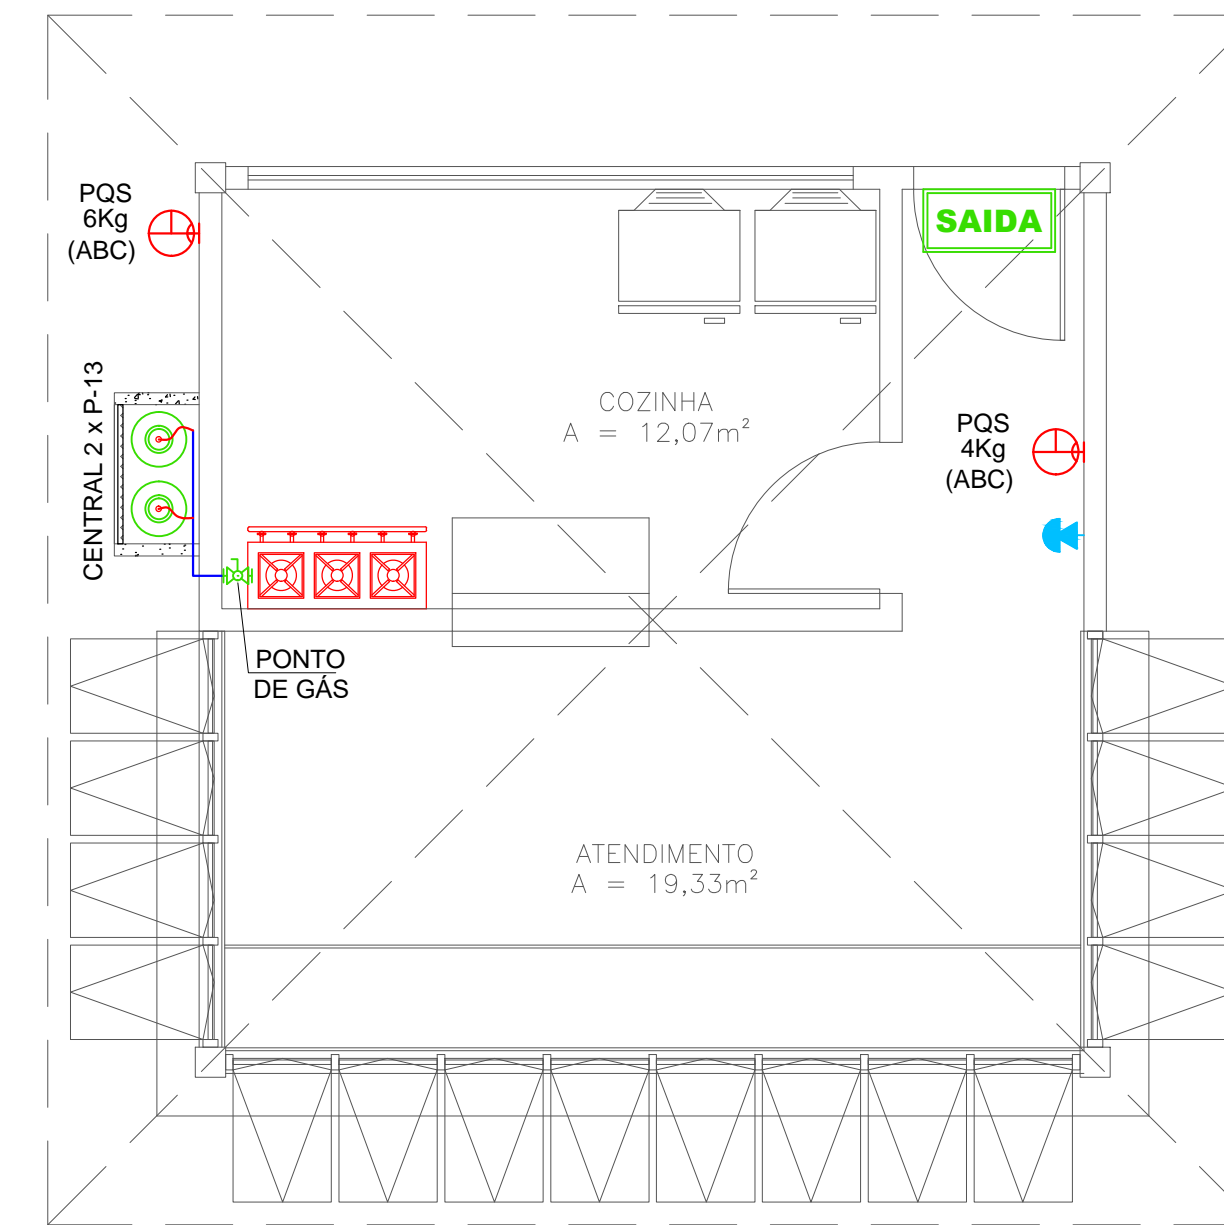 SAIDA
PQS
6Kg
(ABC)
CENTRAL 2 x P-13
COZINHA
A = 12,07m²
PQS
4Kg
(ABC)
PONTO
DE GÁS
ATENDIMENTO
A = 19,33m²